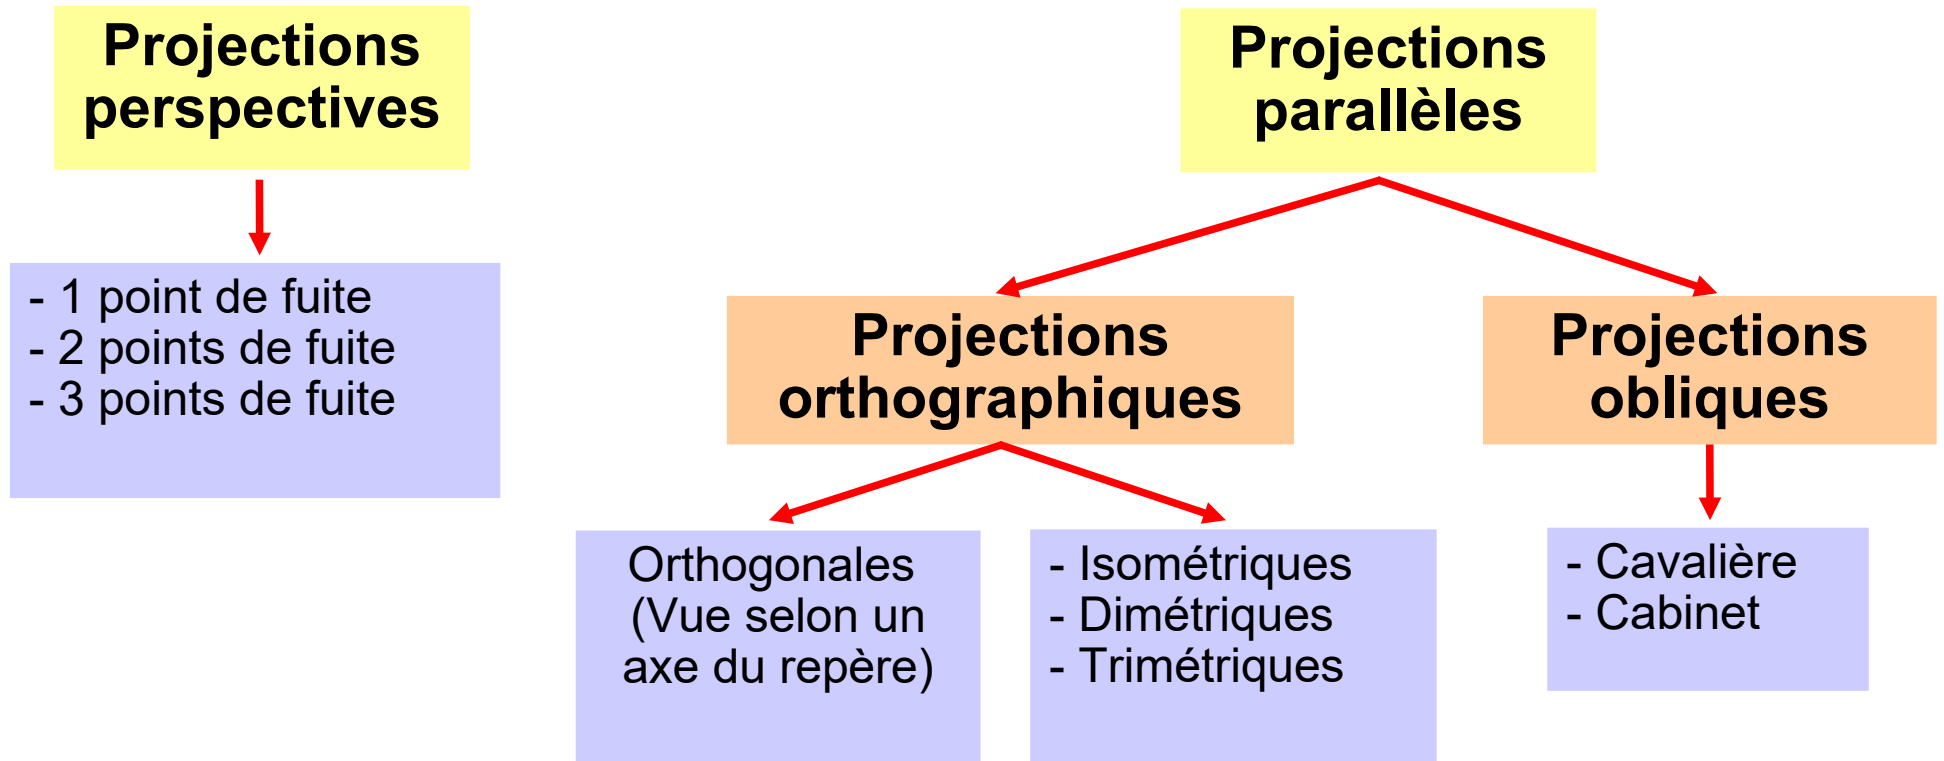 Projections
perspectives
- 1 point de fuite
- 2 points de fuite
- 3 points de fuite
Projections
parallèles
Projections
orthographiques
Orthogonales
(Vue selon un
axe du repère)
- Isométriques
- Dimétriques
- Trimétriques
Projections
obliques
- Cavalière
- Cabinet